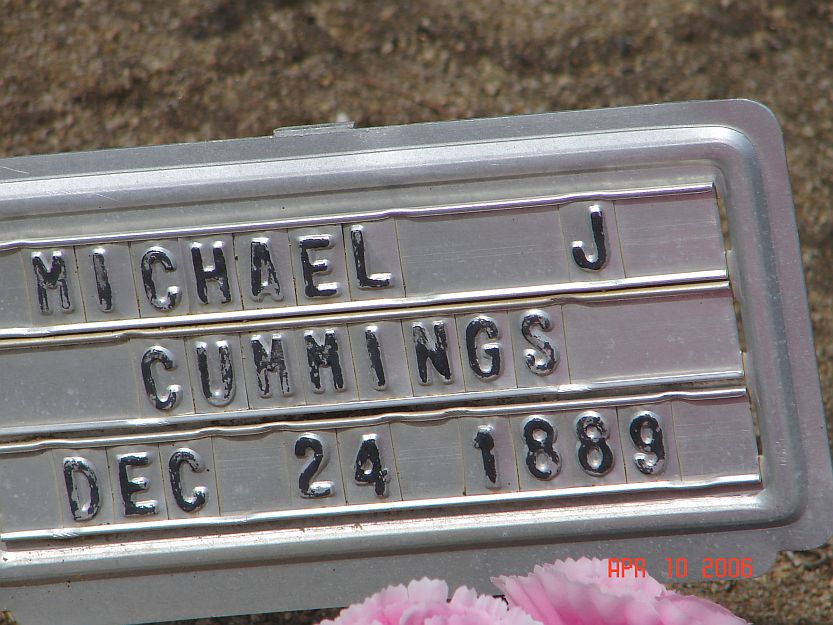 MICHAEL J
CUMMINGS
DEC 24 1889
APR 10 2006